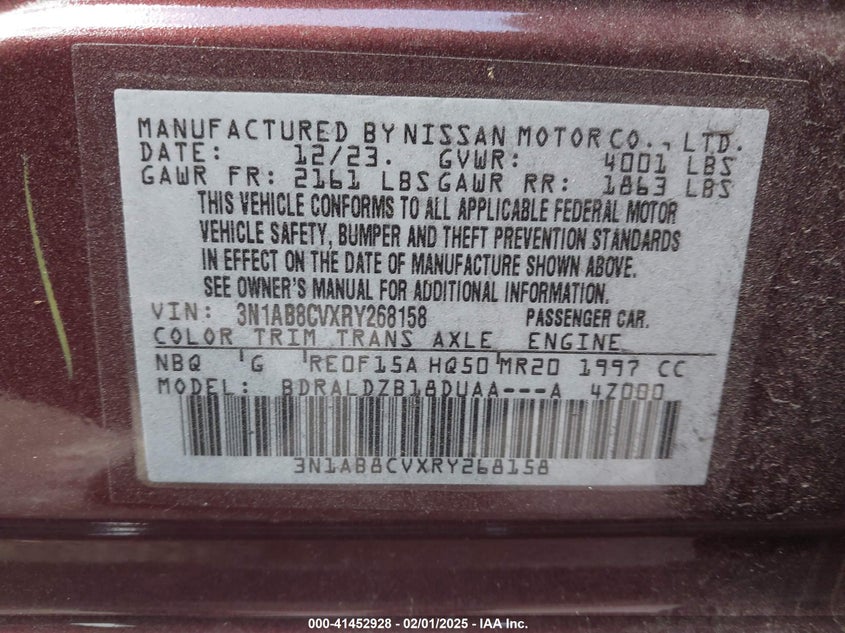 MANUFACTURED BY NISSAN MOTOR CO., LTD.
DATE: 12/23. GVWR: 4001 LBS
GAWR FR: 2161 LBS GAWR RR: 1863 LBS
THIS VEHICLE CONFORMS TO ALL APPLICABLE FEDERAL MOTOR
VEHICLE SAFETY, BUMPER AND THEFT PREVENTION STANDARDS
IN EFFECT ON THE DATE OF MANUFACTURE SHOWN ABOVE.
SEE OWNER'S MANUAL FOR ADDITIONAL INFORMATION.
VIN: 3N1AB8CVXRY268158 PASSENGER CAR.
COLOR TRIM TRANS AXLE ENGINE
NBQ G RE0F15A HQ50 MR20 1997 CC
MODEL: BDRALDZB18DUAA---A 4Z000
3N1AB8CVXRY268158
000-41452928 - 02/01/2025 - © IAA Inc.